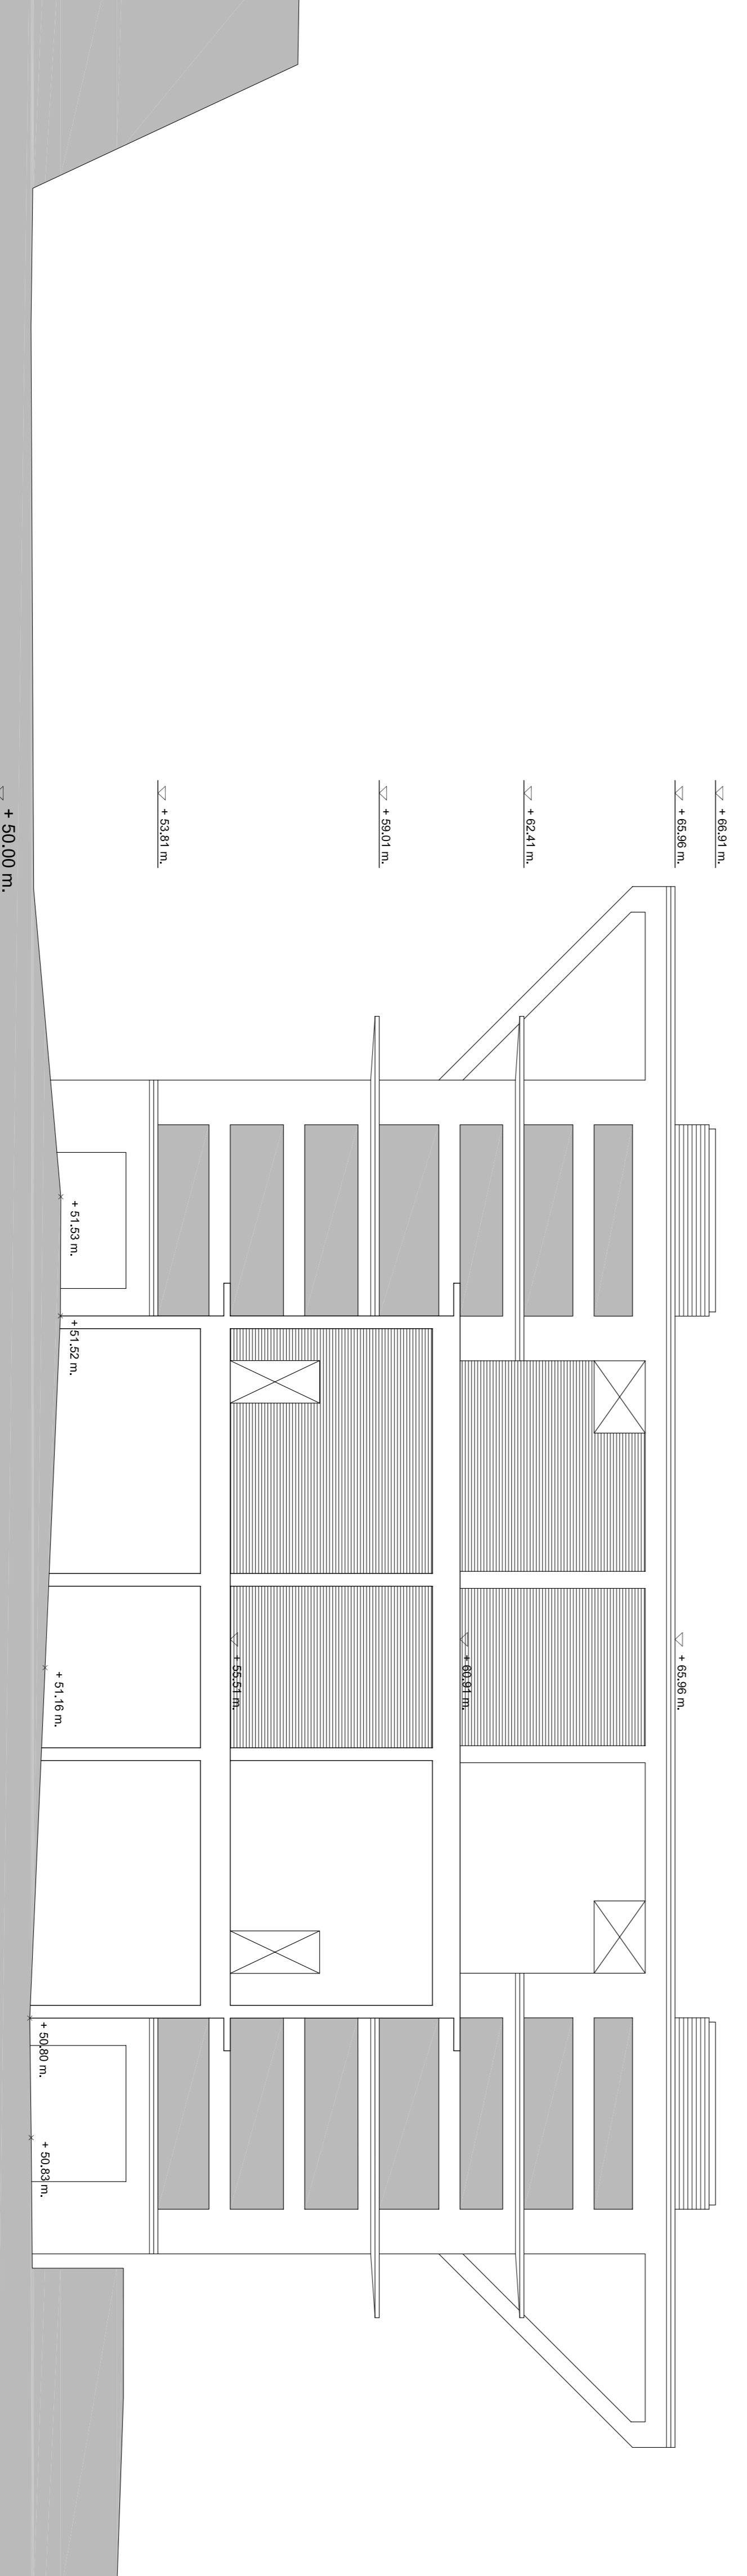 + 66.91 m.
+ 65.96 m.
+ 62.41 m.
+ 59.01 m.
+ 53.81 m.
+ 50.00 m.
+ 65.96 m.
+ 60.91 m.
+ 55.51 m.
+ 51.53 m.
+ 51.52 m.
+ 51.16 m.
+ 50.80 m.
+ 50.83 m.